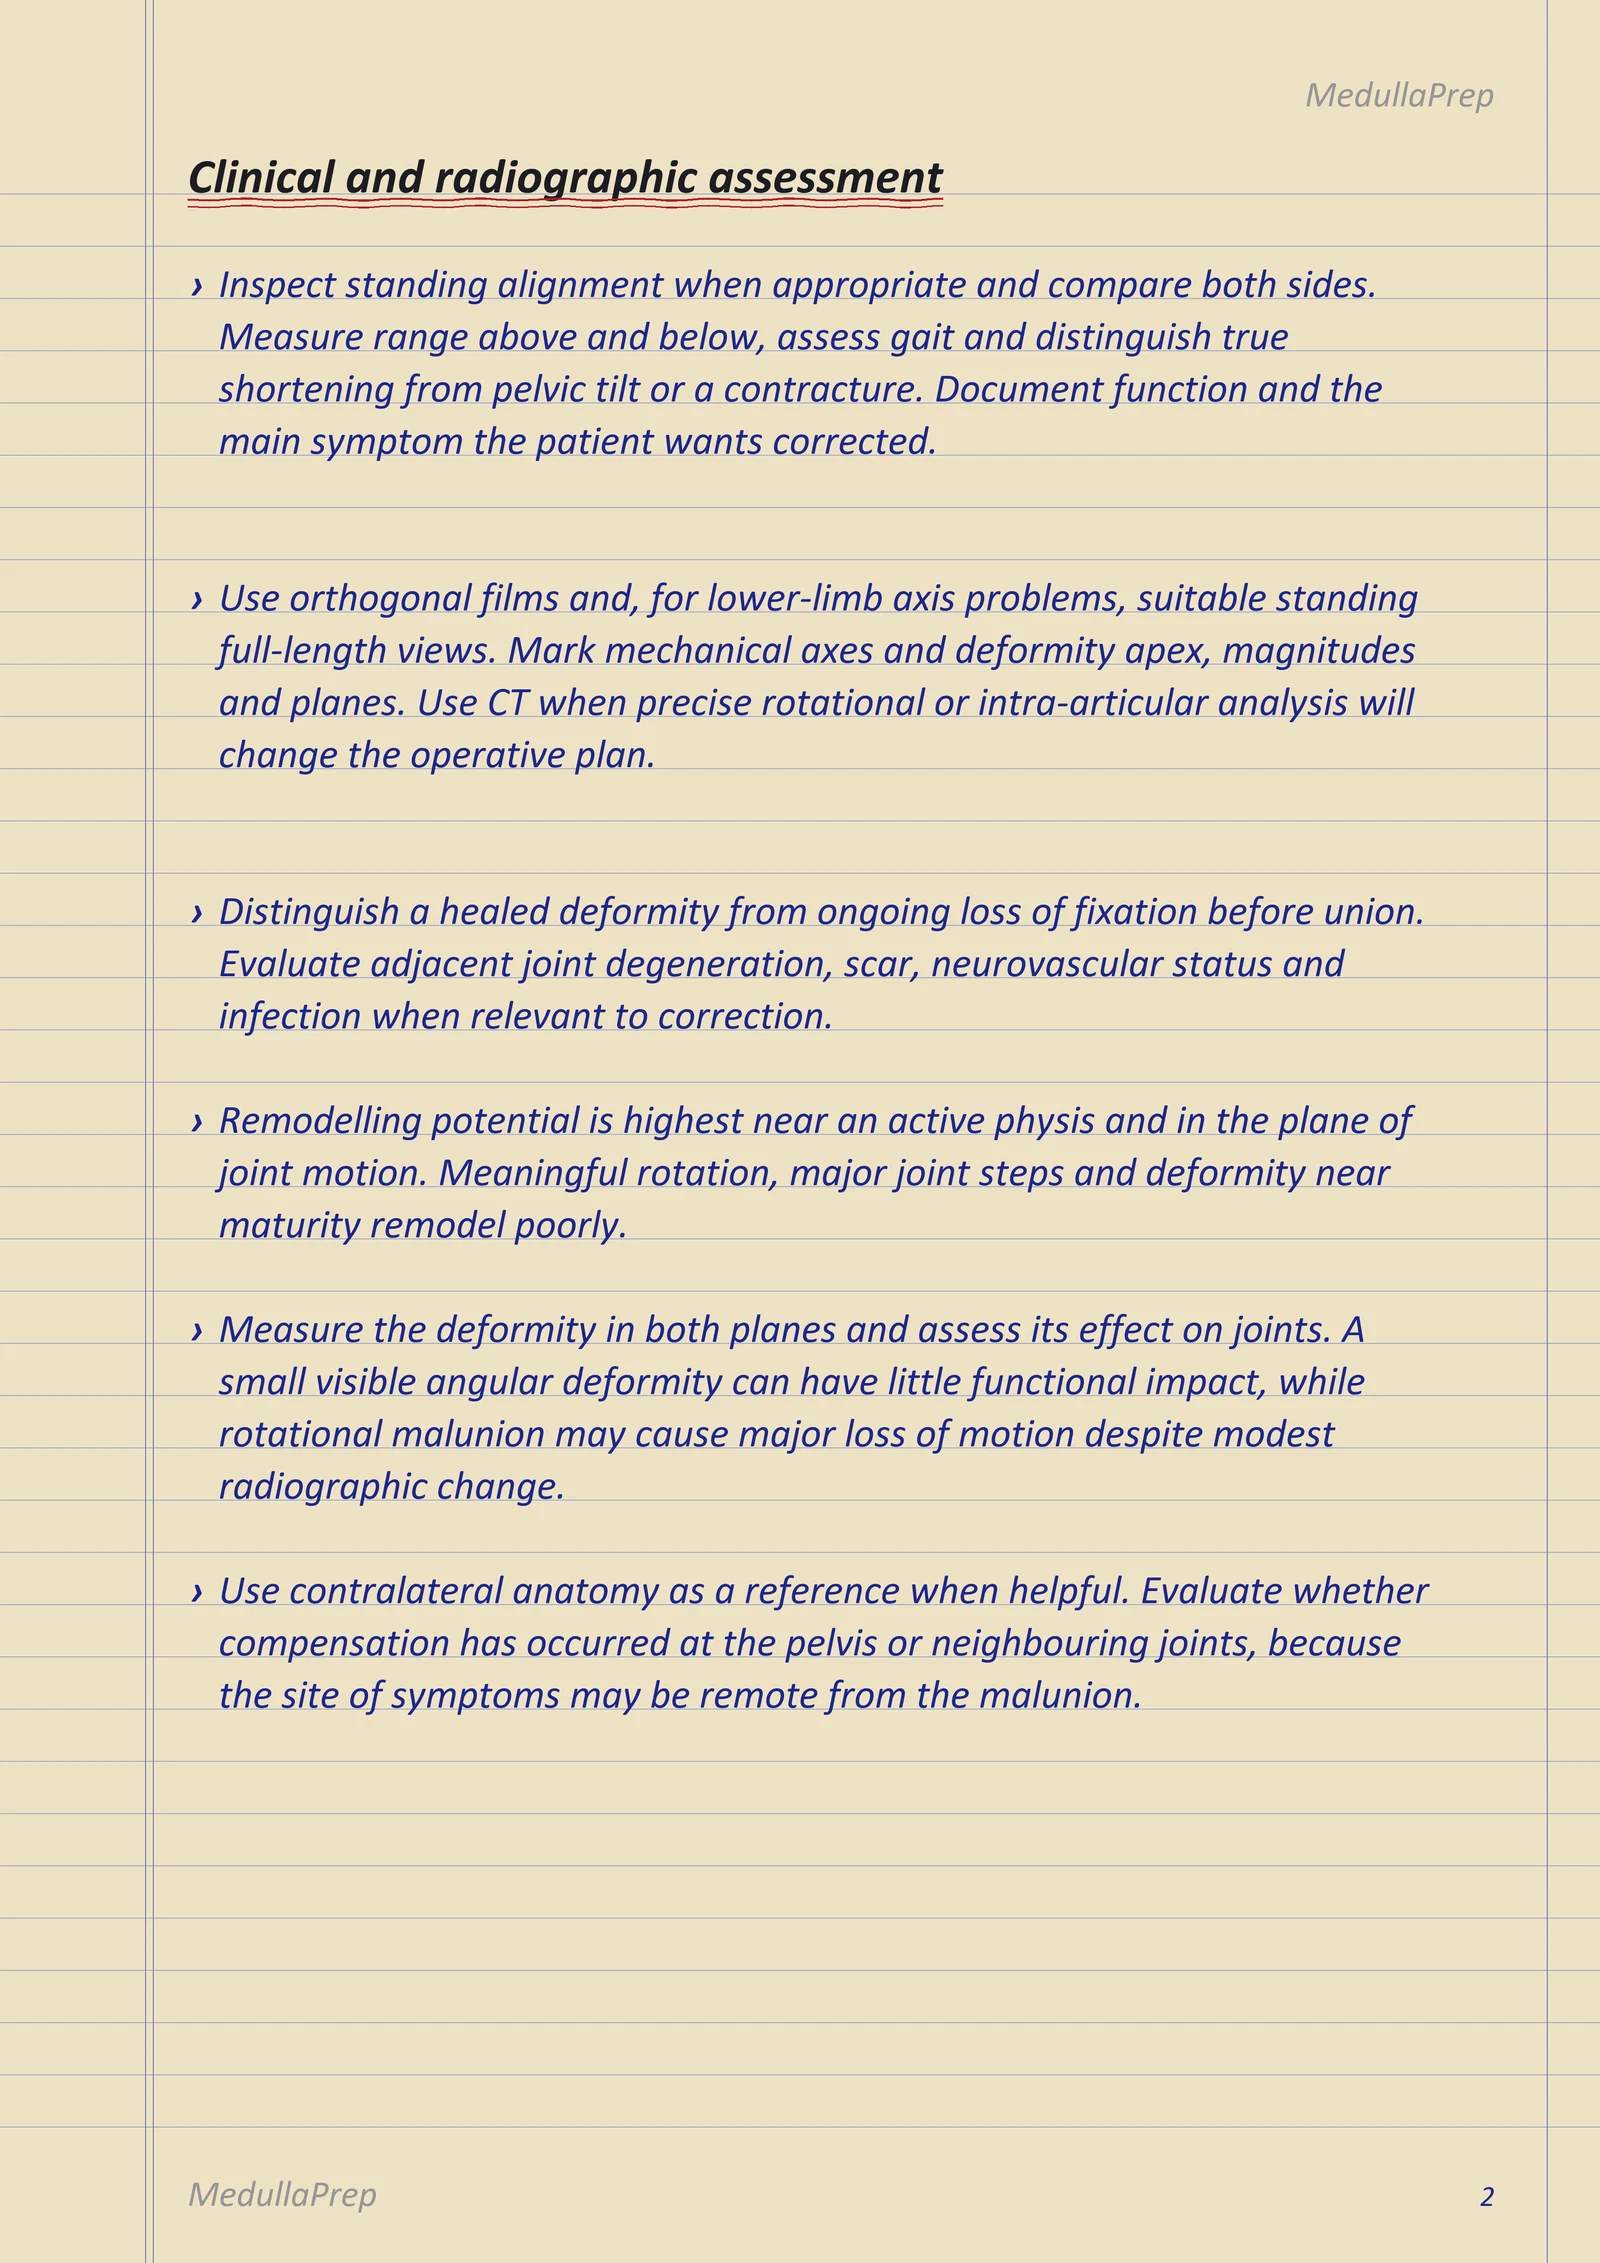 MedullaPrep
Clinical and radiographic assessment
› Inspect standing alignment when appropriate and compare both sides.
Measure range above and below, assess gait and distinguish true
shortening from pelvic tilt or a contracture. Document function and the
main symptom the patient wants corrected.
› Use orthogonal films and, for lower-limb axis problems, suitable standing
full-length views. Mark mechanical axes and deformity apex, magnitudes
and planes. Use CT when precise rotational or intra-articular analysis will
change the operative plan.
› Distinguish a healed deformity from ongoing loss of fixation before union.
Evaluate adjacent joint degeneration, scar, neurovascular status and
infection when relevant to correction.
› Remodelling potential is highest near an active physis and in the plane of
joint motion. Meaningful rotation, major joint steps and deformity near
maturity remodel poorly.
› Measure the deformity in both planes and assess its effect on joints. A
small visible angular deformity can have little functional impact, while
rotational malunion may cause major loss of motion despite modest
radiographic change.
› Use contralateral anatomy as a reference when helpful. Evaluate whether
compensation has occurred at the pelvis or neighbouring joints, because
the site of symptoms may be remote from the malunion.
MedullaPrep
2